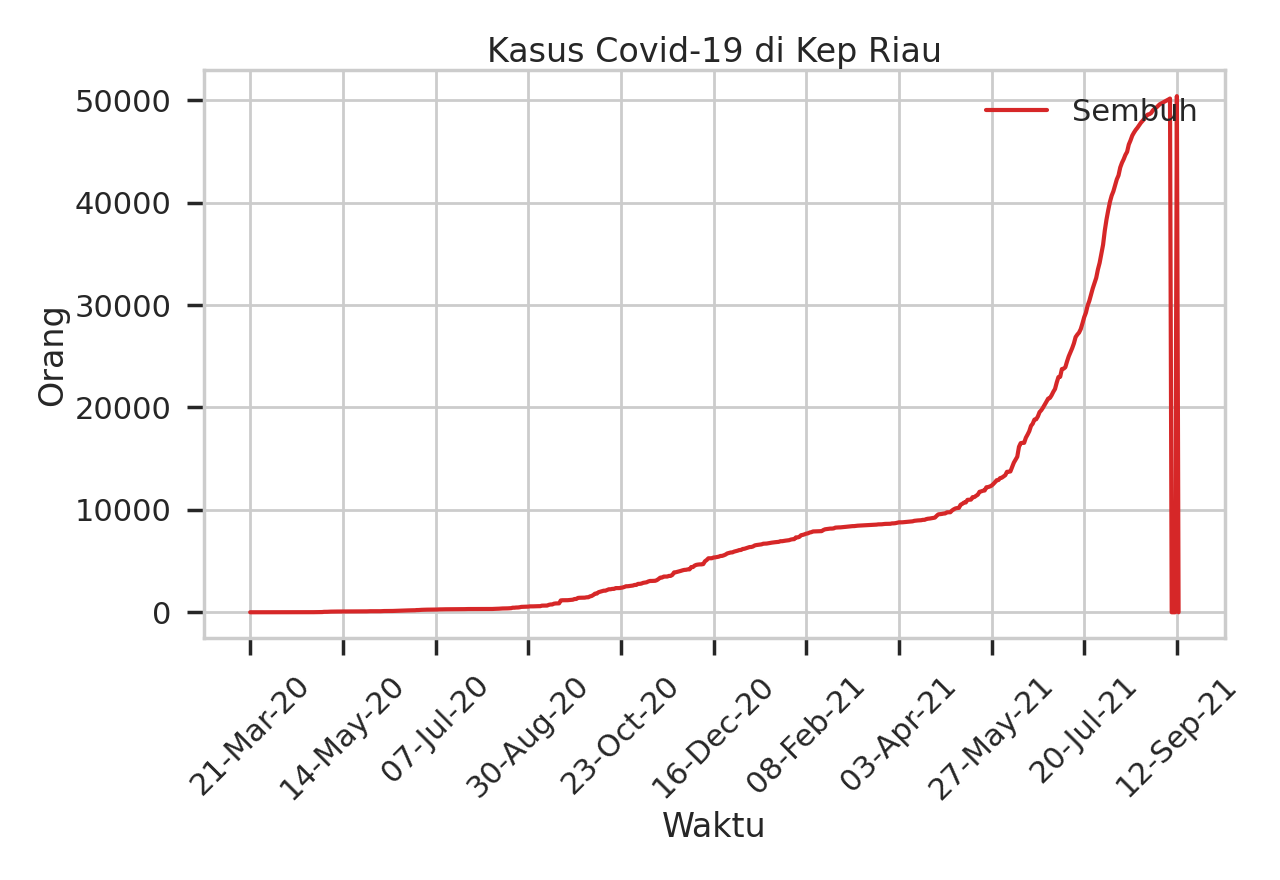 Kasus Covid-19 di Kep Riau
Sembuh
Orang
50000
40000
30000
20000
10000
0
21-Mar-20
14-May-20
07-Jul-20
30-Aug-20
23-Oct-20
16-Dec-20
08-Feb-21
03-Apr-21
27-May-21
20-Jul-21
12-Sep-21
Waktu